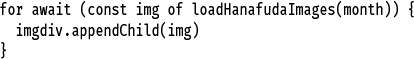 for await (const img of loadHanafudaImages(month)) {
  imgdiv.appendChild(img)
}